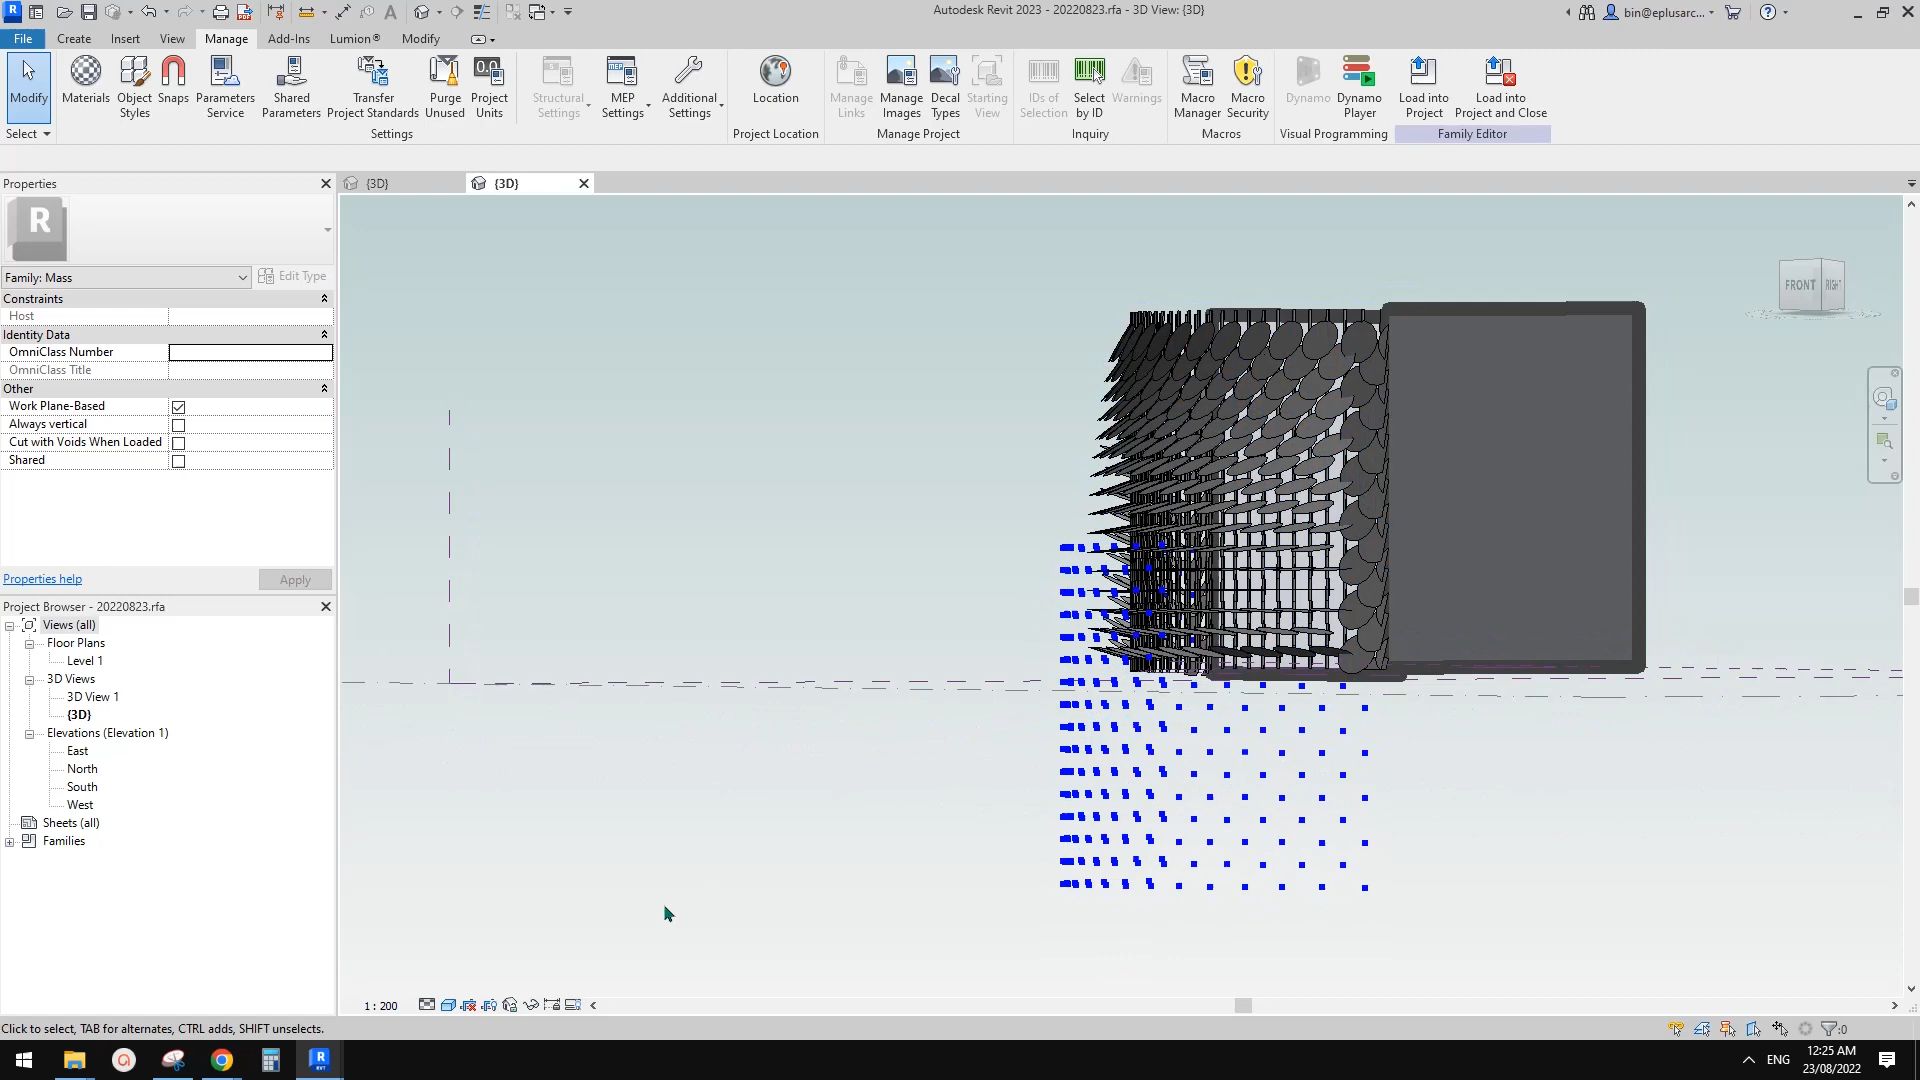 Autodesk Revit 2023 - 20220823.rfa - 3D View: {3D}
bin@eplusarc...
File Create Insert View Manage Add-Ins Lumion® Modify
Modify
Materials
Object Styles
Snaps
Parameters Service
Shared Parameters
Transfer Project Standards
Purge Unused
Project Units
Structural Settings
MEP Settings
Additional Settings
Location
Manage Links
Manage Images
Decal Types
Starting View
IDs of Selection
Select by ID
Warnings
Macro Manager
Macro Security
Dynamo
Dynamo Player
Load into Project
Load into Project and Close
Select Settings Project Location Manage Project Inquiry Macros Visual Programming Family Editor
Properties
{3D} {3D}
R
Family: Mass Edit Type
Constraints
Host
Identity Data
OmniClass Number
OmniClass Title
Other
Work Plane-Based
Always vertical
Cut with Voids When Loaded
Shared
Properties help Apply
FRONT RIGHT
Project Browser - 20220823.rfa
Views (all)
Floor Plans
Level 1
3D Views
3D View 1
{3D}
Elevations (Elevation 1)
East
North
South
West
Sheets (all)
Families
1 : 200
Click to select, TAB for alternates, CTRL adds, SHIFT unselects.
:0
ENG
12:25 AM
23/08/2022